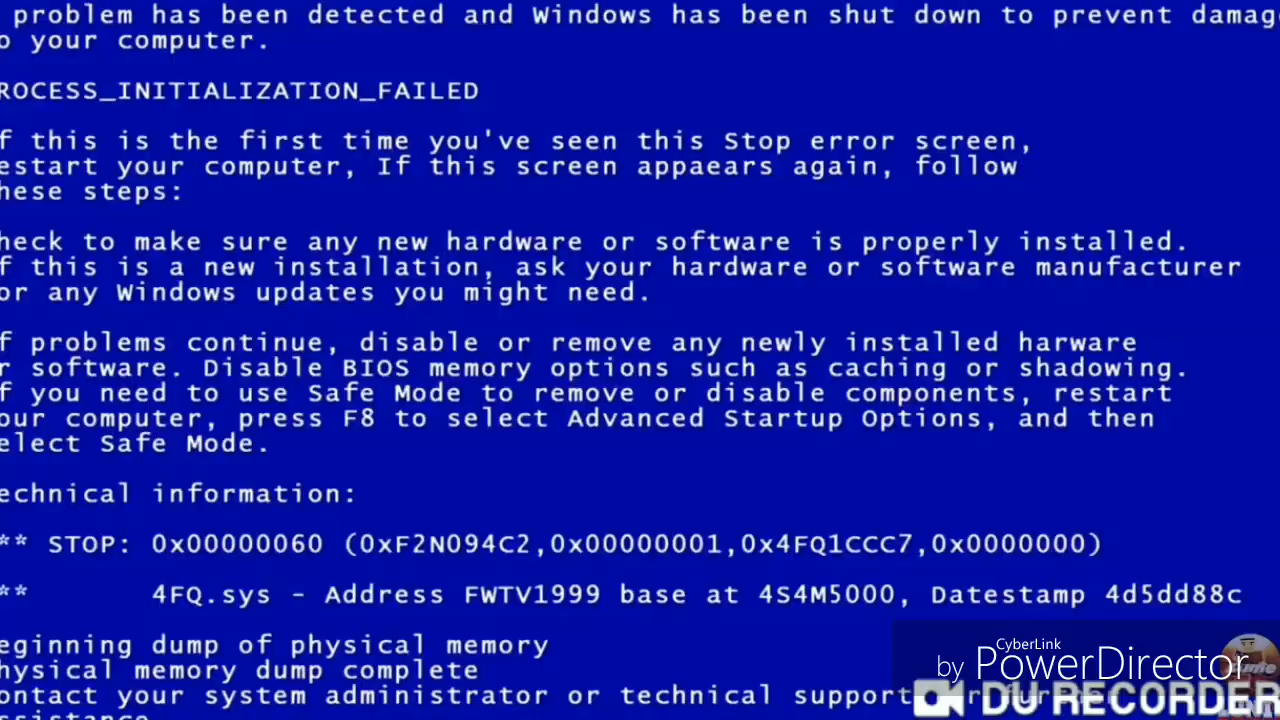 problem has been detected and Windows has been shut down to prevent damag
o your computer.
ROCESS_INITIALIZATION_FAILED
f this is the first time you've seen this Stop error screen,
estart your computer, If this screen appaears again, follow
hese steps:
heck to make sure any new hardware or software is properly installed.
f this is a new installation, ask your hardware or software manufacturer
or any Windows updates you might need.
f problems continue, disable or remove any newly installed harware
r software. Disable BIOS memory options such as caching or shadowing.
f you need to use Safe Mode to remove or disable components, restart
our computer, press F8 to select Advanced Startup Options, and then
elect Safe Mode.
echnical information:
** STOP: 0x00000060 (0xF2N094C2,0x00000001,0x4FQ1CCC7,0x0000000)
** 4FQ.sys - Address FWTV1999 base at 4S4M5000, Datestamp 4d5dd88c
eginning dump of physical memory
hysical memory dump complete
ontact your system administrator or technical support
CyberLink
by PowerDirector
DU RECORDER